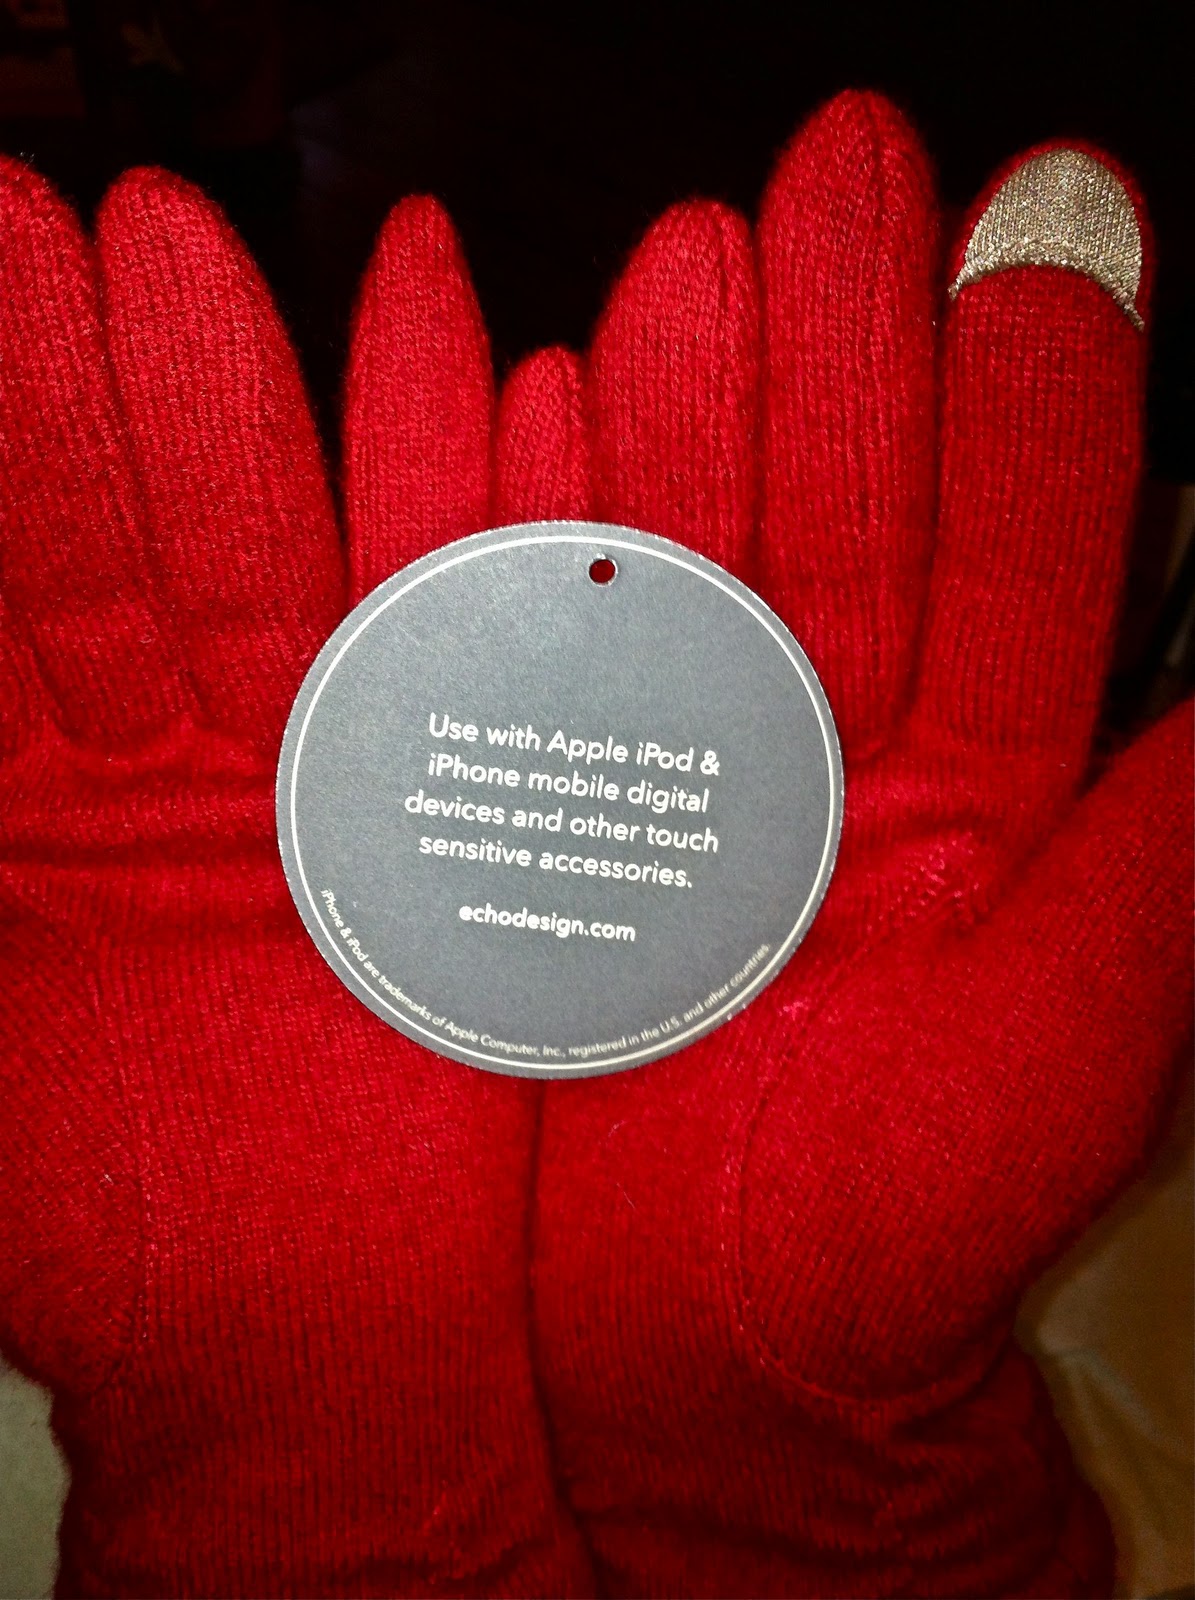 Use with Apple iPod &
iPhone mobile digital
devices and other touch
sensitive accessories.
echodesign.com
iPhone & iPod are trademarks of Apple Computer, Inc., registered in the U.S. and other countries.